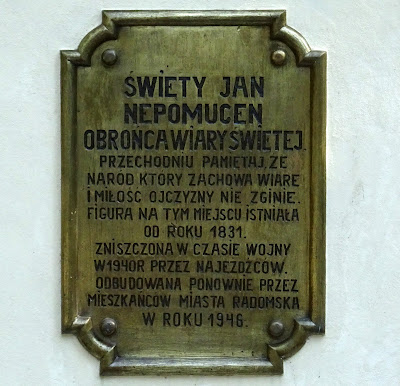 ŚWIĘTY JAN
NEPOMUCEN
OBROŃCA WIARY ŚWIĘTEJ.
PRZECHODNIU PAMIĘTAJ, ŻE
NARÓD KTÓRY ZACHOWA WIARĘ
I MIŁOŚĆ OJCZYZNY NIE ZGINIE.
FIGURA NA TYM MIEJSCU ISTNIAŁA
OD ROKU 1831.
ZNISZCZONA W CZASIE WOJNY
W 1940R PRZEZ NAJEŹDŹCÓW.
ODBUDOWANA PONOWNIE PRZEZ
MIESZKAŃCÓW MIASTA RADOMSKA
W ROKU 1946.